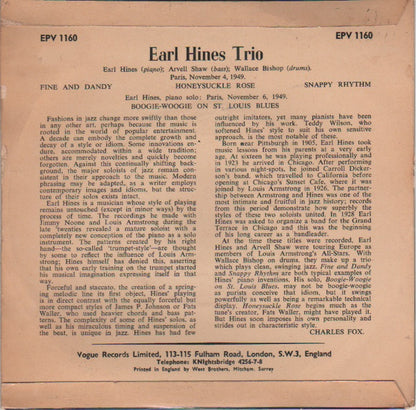 EPV 1160
EPV 1160
Earl Hines Trio
Earl Hines (piano); Arvell Shaw (bass); Wallace Bishop (drums).
Paris, November 4, 1949.
FINE AND DANDY HONEYSUCKLE ROSE SNAPPY RHYTHM
Earl Hines, piano solo: Paris, November 6, 1949.
BOOGIE-WOOGIE ON ST. LOUIS BLUES
Fashions in jazz change more swiftly than those
in any other art, perhaps because the music is
rooted in the world of popular entertainment.
A decade can embody the complete growth and
decay of a style or idiom. Some innovations en-
dure, accommodated within a wide tradition;
others are merely novelties and quickly become
forgotten. Against this continually shifting back-
ground, the major soloists of jazz remain con-
sistent in their approach to the music. Modern
phrasing may be adapted, as a writer employs
contemporary images and idioms, but the struc-
ture of their solos exists intact.
Earl Hines is a musician whose style of playing
remains untouched (except in minor ways) by the
process of time. The recordings he made with
Jimmy Noone and Louis Armstrong during the
late 'twenties revealed a mature soloist with a
completely new conception of the piano as a solo
instrument. The patterns created by his right
hand—the so-called "trumpet-style"—are thought
by some to reflect the influence of Louis Arm-
strong; Hines himself has denied this, asserting
that his own early training on the trumpet started
his musical imagination expressing itself in that
way.
Forceful and staccato, the creation of a spring-
ing melodic line its first object, Hines' playing
is in direct contrast with the equally forceful but
more compact styles of James P. Johnson or Fats
Waller, who used heavier chords and bass pat-
terns. The complexity of some of Hines' solos, as
well as his miraculous timing and suspension of
the beat, is unique in jazz. Hines has had few
outright imitators, yet many pianists have been
influenced by his work. Teddy Wilson, who
softened Hines' style to suit his own sensitive
approach, is the most notable of these.
Born near Pittsburgh in 1905, Earl Hines took
music lessons from his parents at a very early
age. At sixteen he was playing professionally and
in 1923 he arrived in Chicago. After performing
in various night-spots, he joined Carroll Dicker-
son's band, which travelled to California before
opening at Chicago's Sunset Cafe, where it was
joined by Louis Armstrong in 1926. The partner-
ship between Armstrong and Hines was one of the
most intimate and fruitful in jazz history; records
from this period demonstrate how superbly the
styles of these two soloists united. In 1928 Earl
Hines was asked to organize a band for the Grand
Terrace in Chicago and this was the beginning
of his long career as a bandleader.
At the time these titles were recorded, Earl
Hines and Arvell Shaw were touring Europe as
members of Louis Armstrong's All-Stars. With
Wallace Bishop on drums, they make up a trio
which plays clean, swinging jazz. Fine and Dandy
and Snappy Rhythm are both typical examples of
Hines' piano inventions. His solo, Boogie-Woogie
on St. Louis Blues, may not be boogie-woogie
as purists conceive that idiom, but it swings
powerfully as well as being a remarkable technical
display. Honeysuckle Rose begins much as the
tune's creator, Fats Waller, might have played it.
But Hines soon imposes his own personality and
strides out in characteristic style.
CHARLES FOX.
Vogue Records Limited, 113-115 Fulham Road, London, S.W.3, England
Telephone: KNIghtsbridge 4256-7-8
Printed in England by West Brothers, Mitcham, Surrey